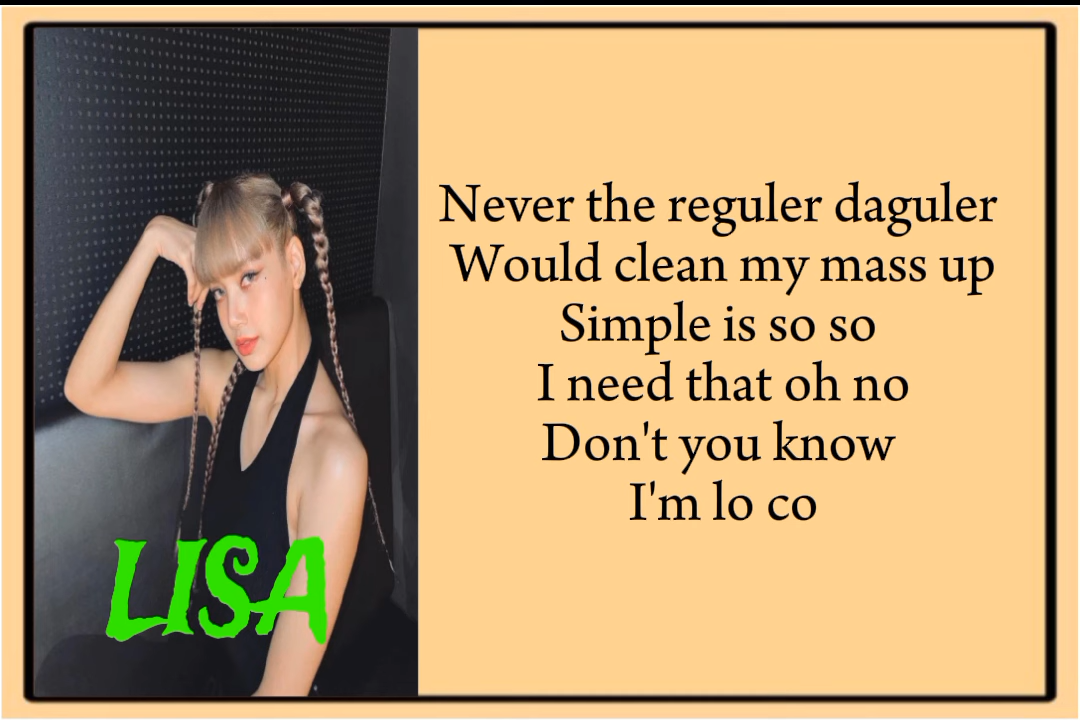 LISA
Never the reguler daguler
Would clean my mass up
Simple is so so
I need that oh no
Don't you know
I'm lo co